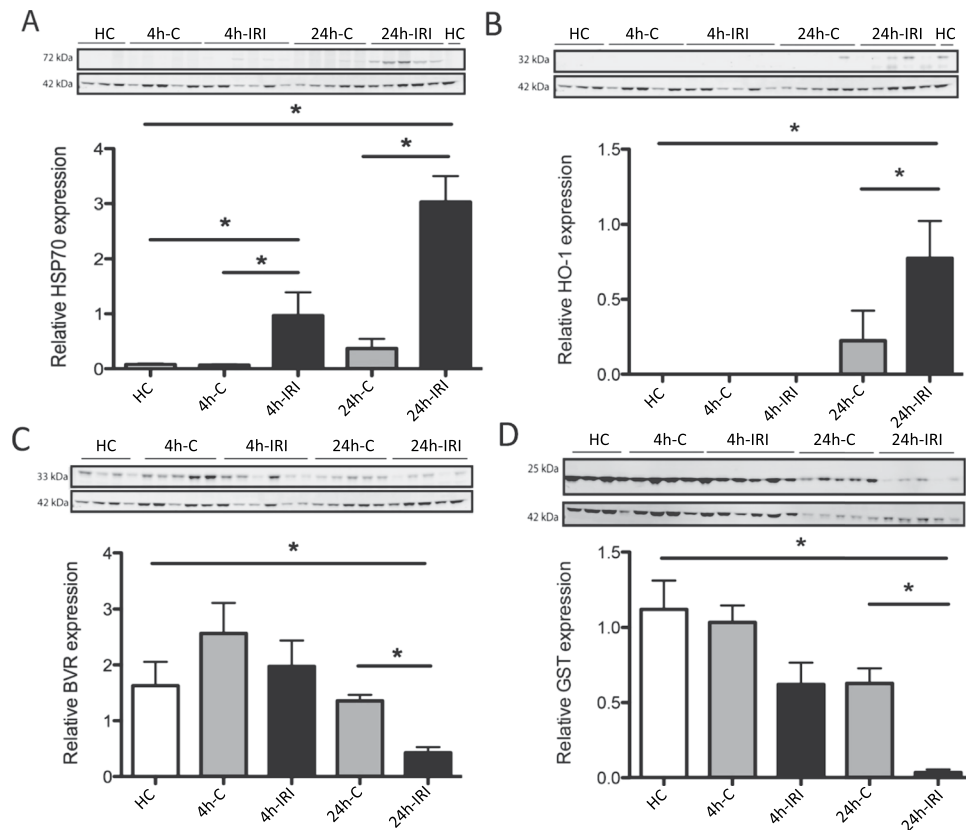 A
HC 4h-C 4h-IRI 24h-C 24h-IRI HC
72 kDa
42 kDa
*
*
*
*
Relative HSP70 expression
4
3
2
1
0
HC 4h-C 4h-IRI 24h-C 24h-IRI
B
HC 4h-C 4h-IRI 24h-C 24h-IRI HC
32 kDa
42 kDa
*
*
Relative HO-1 expression
1.5
1.0
0.5
0.0
HC 4h-C 4h-IRI 24h-C 24h-IRI
C
HC 4h-C 4h-IRI 24h-C 24h-IRI
33 kDa
42 kDa
*
*
Relative BVR expression
4
3
2
1
0
HC 4h-C 4h-IRI 24h-C 24h-IRI
D
HC 4h-C 4h-IRI 24h-C 24h-IRI
25 kDa
42 kDa
*
*
Relative GST expression
1.5
1.0
0.5
0.0
HC 4h-C 4h-IRI 24h-C 24h-IRI